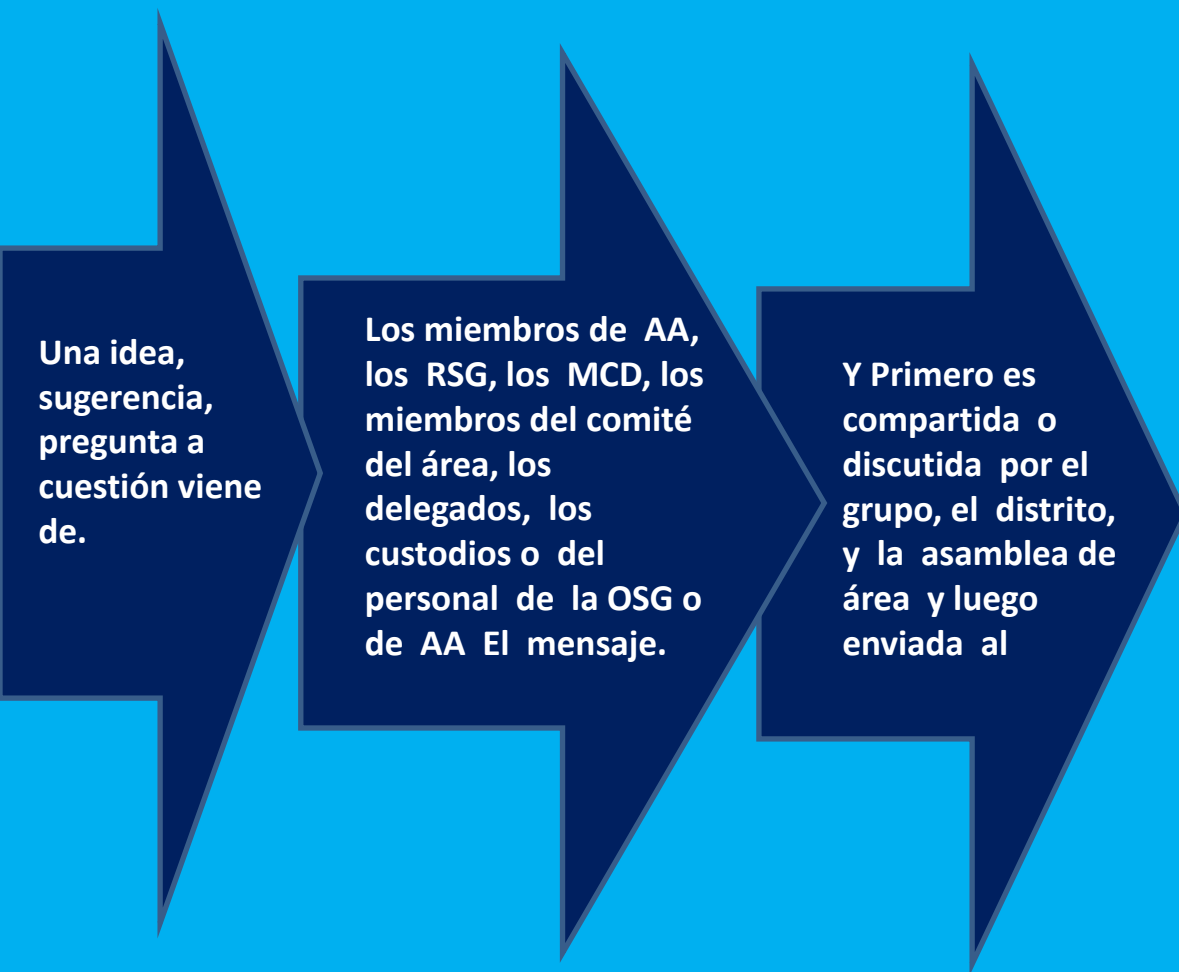 Una idea,
sugerencia,
pregunta a
cuestión viene
de.
Los miembros de AA,
los RSG, los MCD, los
miembros del comité
del área, los
delegados, los
custodios o del
personal de la OSG o
de AA El mensaje.
Y Primero es
compartida o
discutida por el
grupo, el distrito,
y la asamblea de
área y luego
enviada al